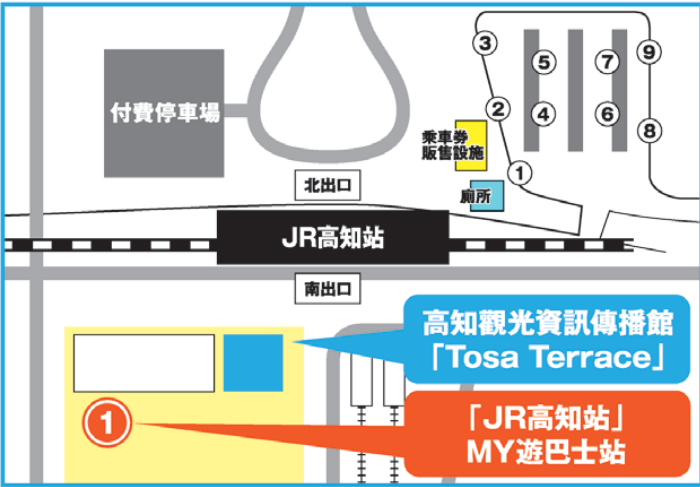 ③
⑨
⑤
⑦
付費停車場
②
④
⑥
⑧
乘車券
販售設施
①
北出口
廁所
JR高知站
南出口
高知觀光資訊傳播館
「Tosa Terrace」
1
「JR高知站」
MY遊巴士站